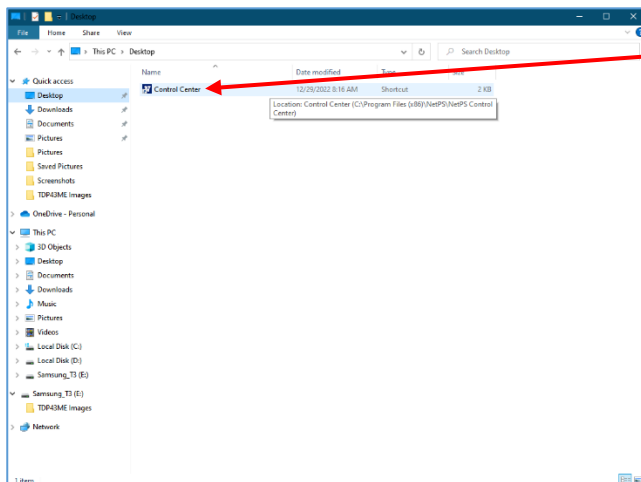 Desktop
File Home Share View
This PC > Desktop
Search Desktop
Name Date modified Type Size
Quick access
Desktop
Downloads
Documents
Pictures
Pictures
Saved Pictures
Screenshots
TDP43ME Images
OneDrive - Personal
This PC
3D Objects
Desktop
Documents
Downloads
Music
Pictures
Videos
Local Disk (C:)
Local Disk (D:)
Samsung_T3 (E:)
Samsung_T3 (E:)
TDP43ME Images
Network
Control Center 12/29/2022 8:16 AM Shortcut 2 KB
Location: Control Center (C:\Program Files (x86)\NetPS\NetPS Control
Center)
1 item